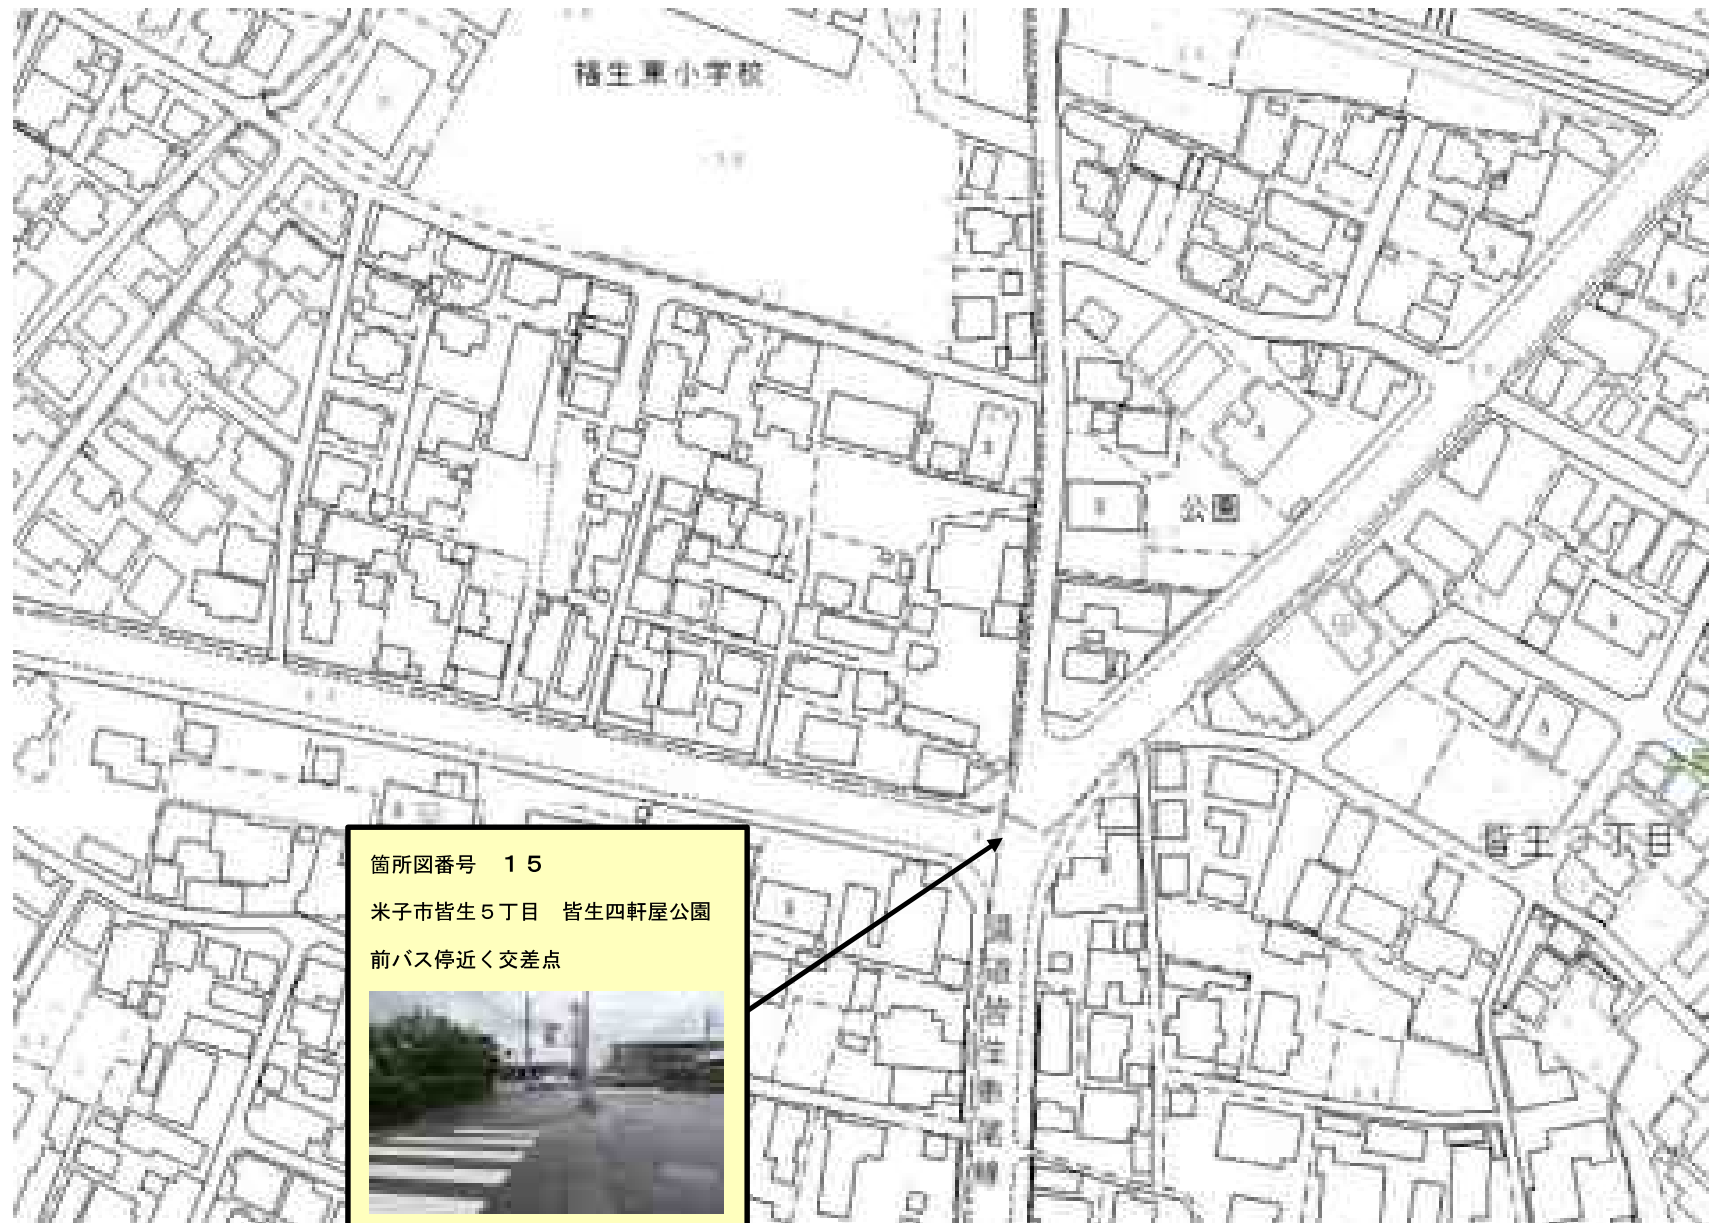 福生東小学校
公園
皆生3丁目
箇所図番号　１５
米子市皆生５丁目　皆生四軒屋公園
前バス停近く交差点